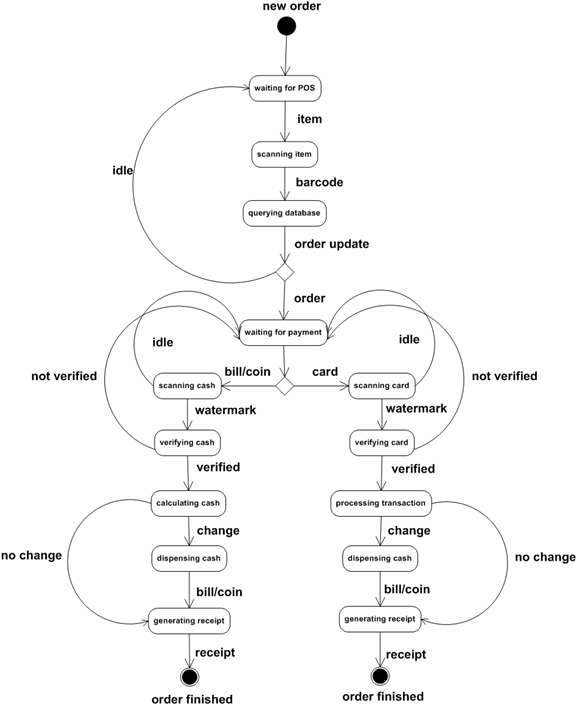 new order
waiting for POS
item
scanning item
idle
barcode
querying database
order update
order
waiting for payment
idle
idle
not verified
bill/coin
card
not verified
scanning cash
scanning card
watermark
watermark
verifying cash
verifying card
verified
verified
calculating cash
processing transaction
change
change
no change
dispensing cash
dispensing cash
no change
bill/coin
bill/coin
generating receipt
generating receipt
receipt
receipt
order finished
order finished